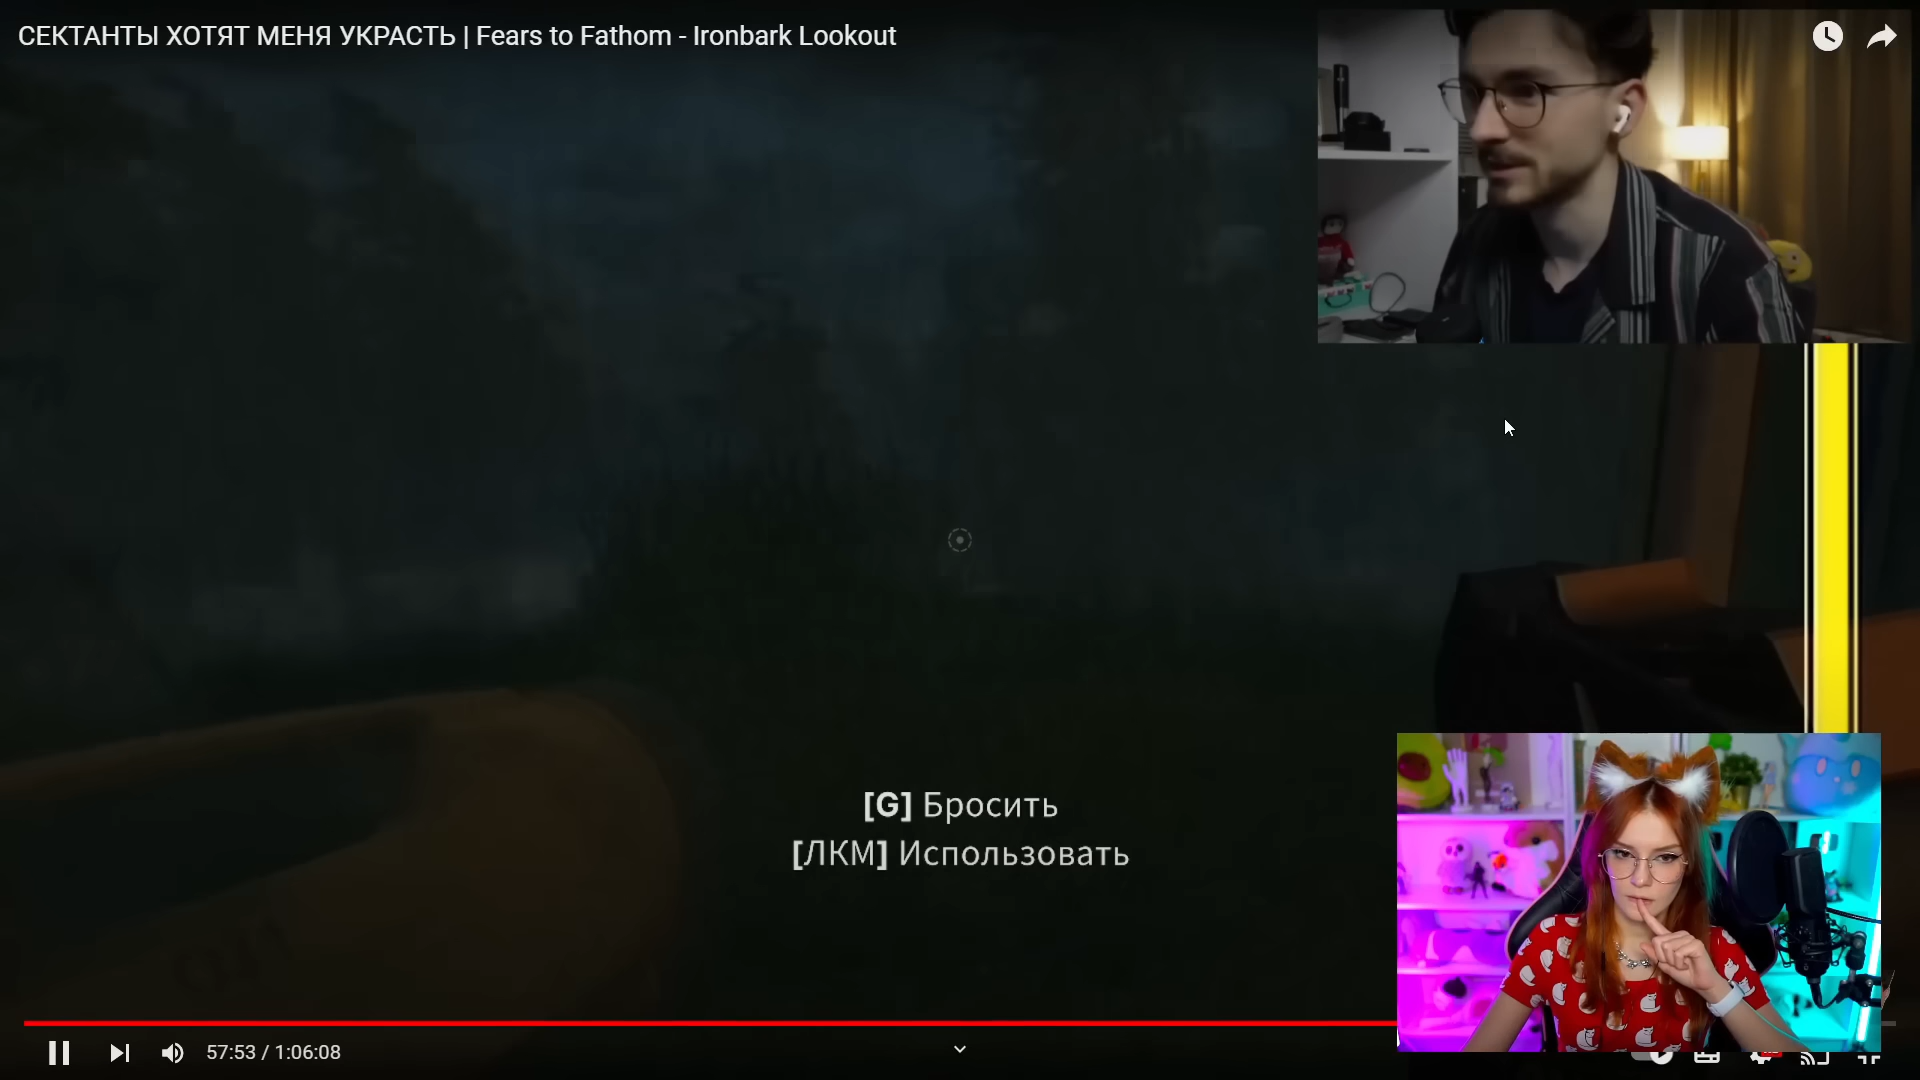 СЕКТАНТЫ ХОТЯТ МЕНЯ УКРАСТЬ | Fears to Fathom - Ironbark Lookout
[G] Бросить
[ЛКМ] Использовать
57:53 / 1:06:08